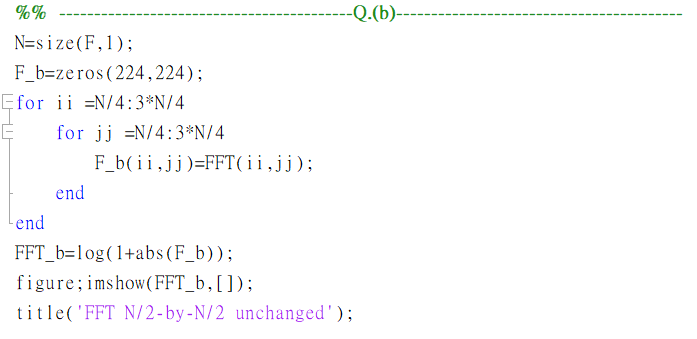 %% ------------------------------------------Q.(b)-----------------------------------------
N=size(F,1);
F_b=zeros(224,224);
for ii =N/4:3*N/4
    for jj =N/4:3*N/4
        F_b(ii,jj)=FFT(ii,jj);
    end
end
FFT_b=log(1+abs(F_b));
figure;imshow(FFT_b,[]);
title('FFT N/2-by-N/2 unchanged');